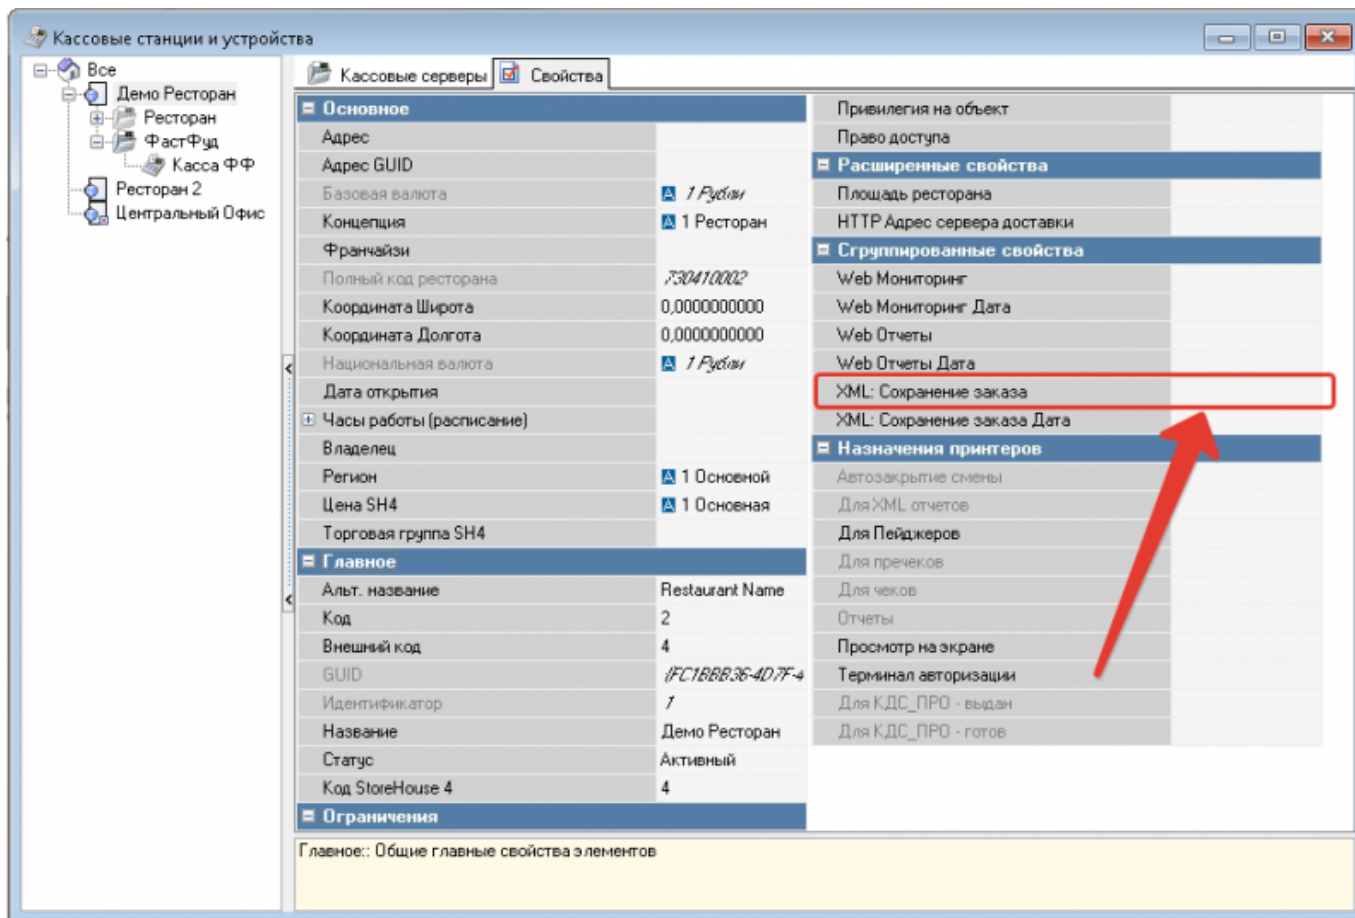 Кассовые станции и устройства
Все
Демо Ресторан
Ресторан
ФастФуд
Касса ФФ
Ресторан 2
Центральный Офис
Кассовые серверы Свойства
Основное
Адрес
Адрес GUID
Базовая валюта 1 Рубли
Концепция 1 Ресторан
Франчайзи
Полный код ресторана 730410002
Координата Широта 0,0000000000
Координата Долгота 0,0000000000
Национальная валюта 1 Рубли
Дата открытия
Часы работы (расписание)
Владелец
Регион 1 Основной
Цена SH4 1 Основная
Торговая группа SH4
Главное
Альт. название Restaurant Name
Код 2
Внешний код 4
GUID {FC1BBB36-4D7F-4
Идентификатор 1
Название Демо Ресторан
Статус Активный
Код StoreHouse 4 4
Ограничения
Привилегия на объект
Право доступа
Расширенные свойства
Площадь ресторана
HTTP Адрес сервера доставки
Сгруппированные свойства
Web Мониторинг
Web Мониторинг Дата
Web Отчеты
Web Отчеты Дата
XML: Сохранение заказа
XML: Сохранение заказа Дата
Назначения принтеров
Автозакрытие смены
Для XML отчетов
Для Пейджеров
Для пречеков
Для чеков
Отчеты
Просмотр на экране
Терминал авторизации
Для КДС_ПРО - выдан
Для КДС_ПРО - готов
Главное:: Общие главные свойства элементов